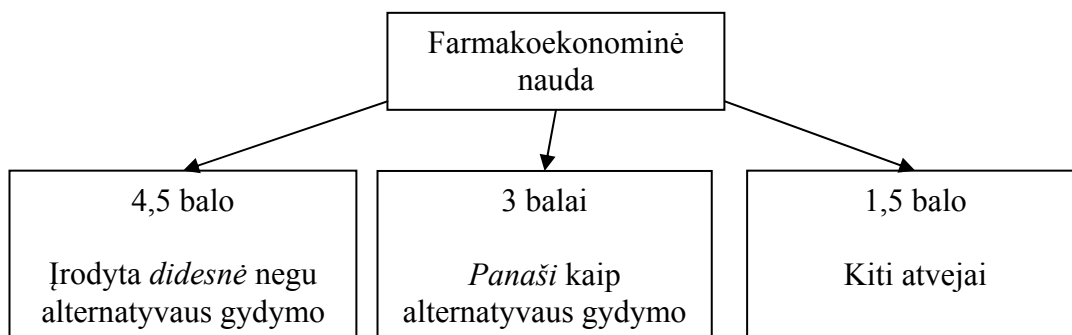 Farmakoekonominė
nauda
4,5 balo
Įrodyta didesnė negu
alternatyvaus gydymo
3 balai
Panaši kaip
alternatyvaus gydymo
1,5 balo
Kiti atvejai